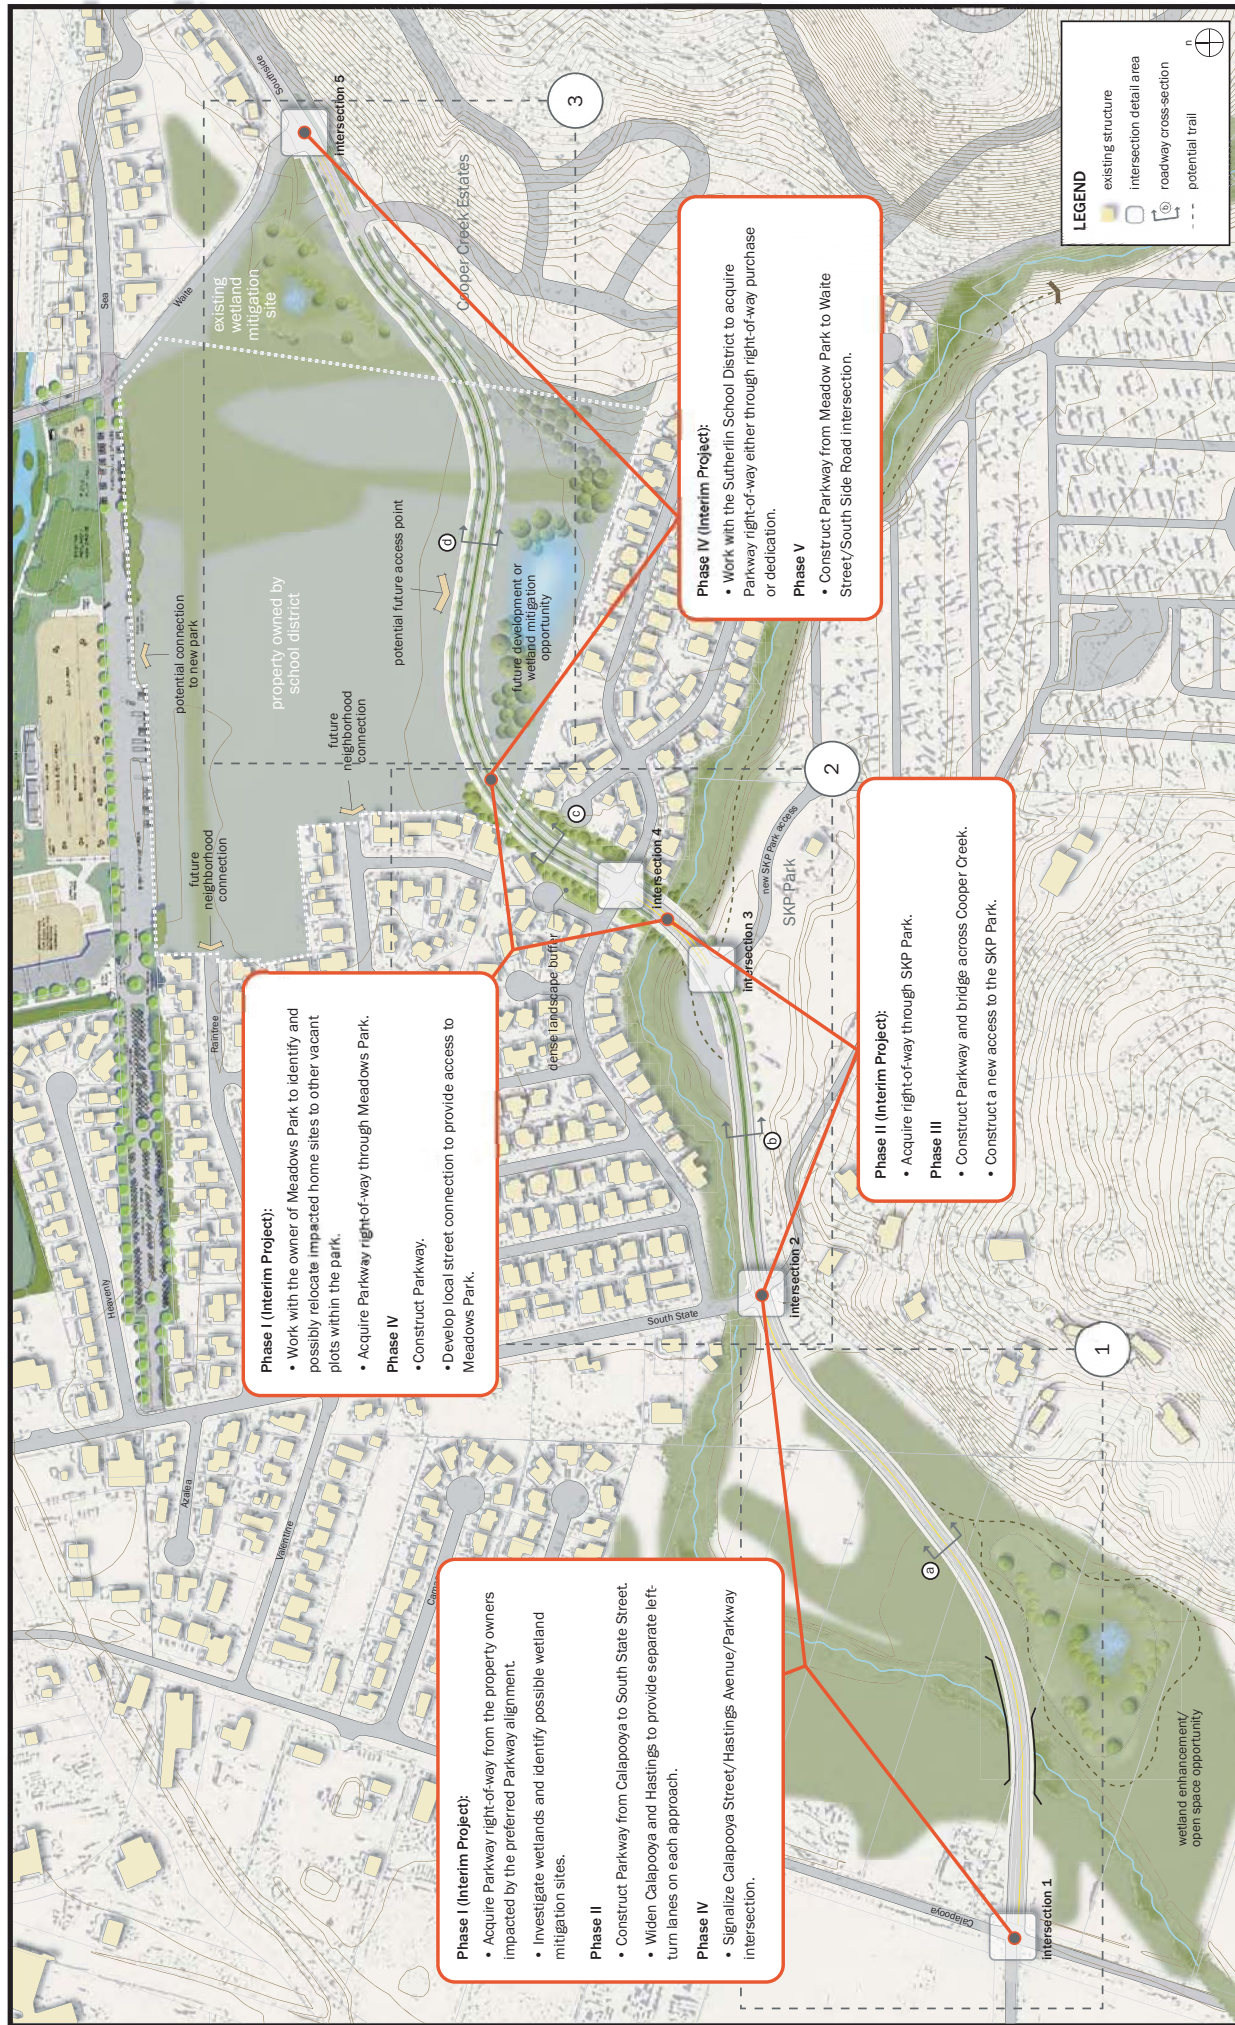 Phase I (Interim Project):
• Acquire Parkway right-of-way from the property owners
impacted by the preferred Parkway alignment.
• Investigate wetlands and identify possible wetland
mitigation sites.
Phase II
• Construct Parkway from Calapooya to South State Street.
• Widen Calapooya and Hastings to provide separate left-
turn lanes on each approach.
Phase IV
• Signalize Calapooya Street/Hastings Avenue/Parkway
intersection.
Phase I (Interim Project):
• Work with the owner of Meadows Park to identify and
possibly relocate impacted home sites to other vacant
plots within the park.
• Acquire Parkway right-of-way through Meadows Park.
Phase IV
• Construct Parkway.
• Develop local street connection to provide access to
Meadows Park.
Phase II (Interim Project):
• Acquire right-of-way through SKP Park.
Phase III
• Construct Parkway and bridge across Cooper Creek.
• Construct a new access to the SKP Park.
Phase IV (Interim Project):
• Work with the Sutherlin School District to acquire
Parkway right-of-way either through right-of-way purchase
or dedication.
Phase V
• Construct Parkway from Meadow Park to Waite
Street/South Side Road intersection.
Heavenly
Azalea
Valentine
Raintree
South State
Calapooya
Sea
Waite
Southside
future
neighborhood
connection
future
neighborhood
connection
potential connection
to new park
property owned by
school district
existing
wetland
mitigation
site
potential future access point
future development or
wetland mitigation
opportunity
dense landscape buffer
Cooper Creek Estates
new SKP Park access
SKP Park
wetland enhancement/
open space opportunity
intersection 1
intersection 2
intersection 3
intersection 4
intersection 5
a
b
c
d
1
2
3
LEGEND
existing structure
intersection detail area
b
roadway cross-section
potential trail
n